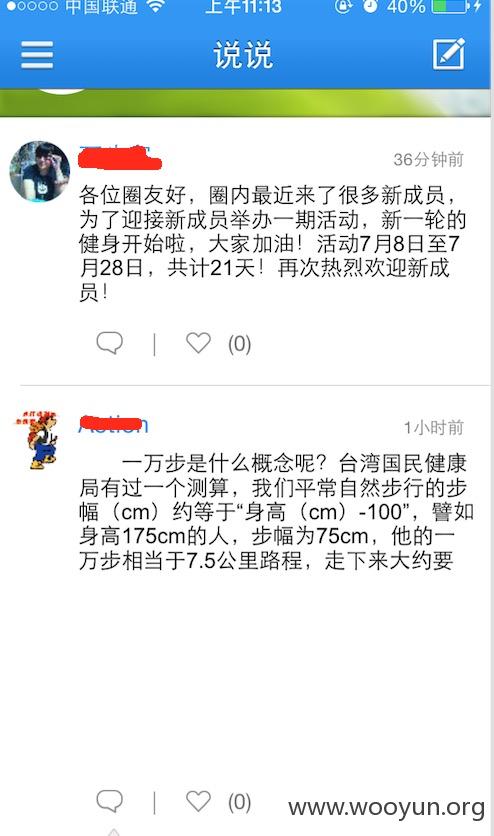 中国联通
上午11:13
40%
说说
36分钟前
各位圈友好，圈内最近来了很多新成员，
为了迎接新成员举办一期活动，新一轮的
健身开始啦，大家加油！活动7月8日至7
月28日，共计21天！再次热烈欢迎新成
员！
(0)
1小时前
一万步是什么概念呢？台湾国民健康
局有过一个测算，我们平常自然步行的步
幅（cm）约等于“身高（cm）-100”，譬如
身高175cm的人，步幅为75cm，他的一
万步相当于7.5公里路程，走下来大约要
(0)
www.wooyun.org